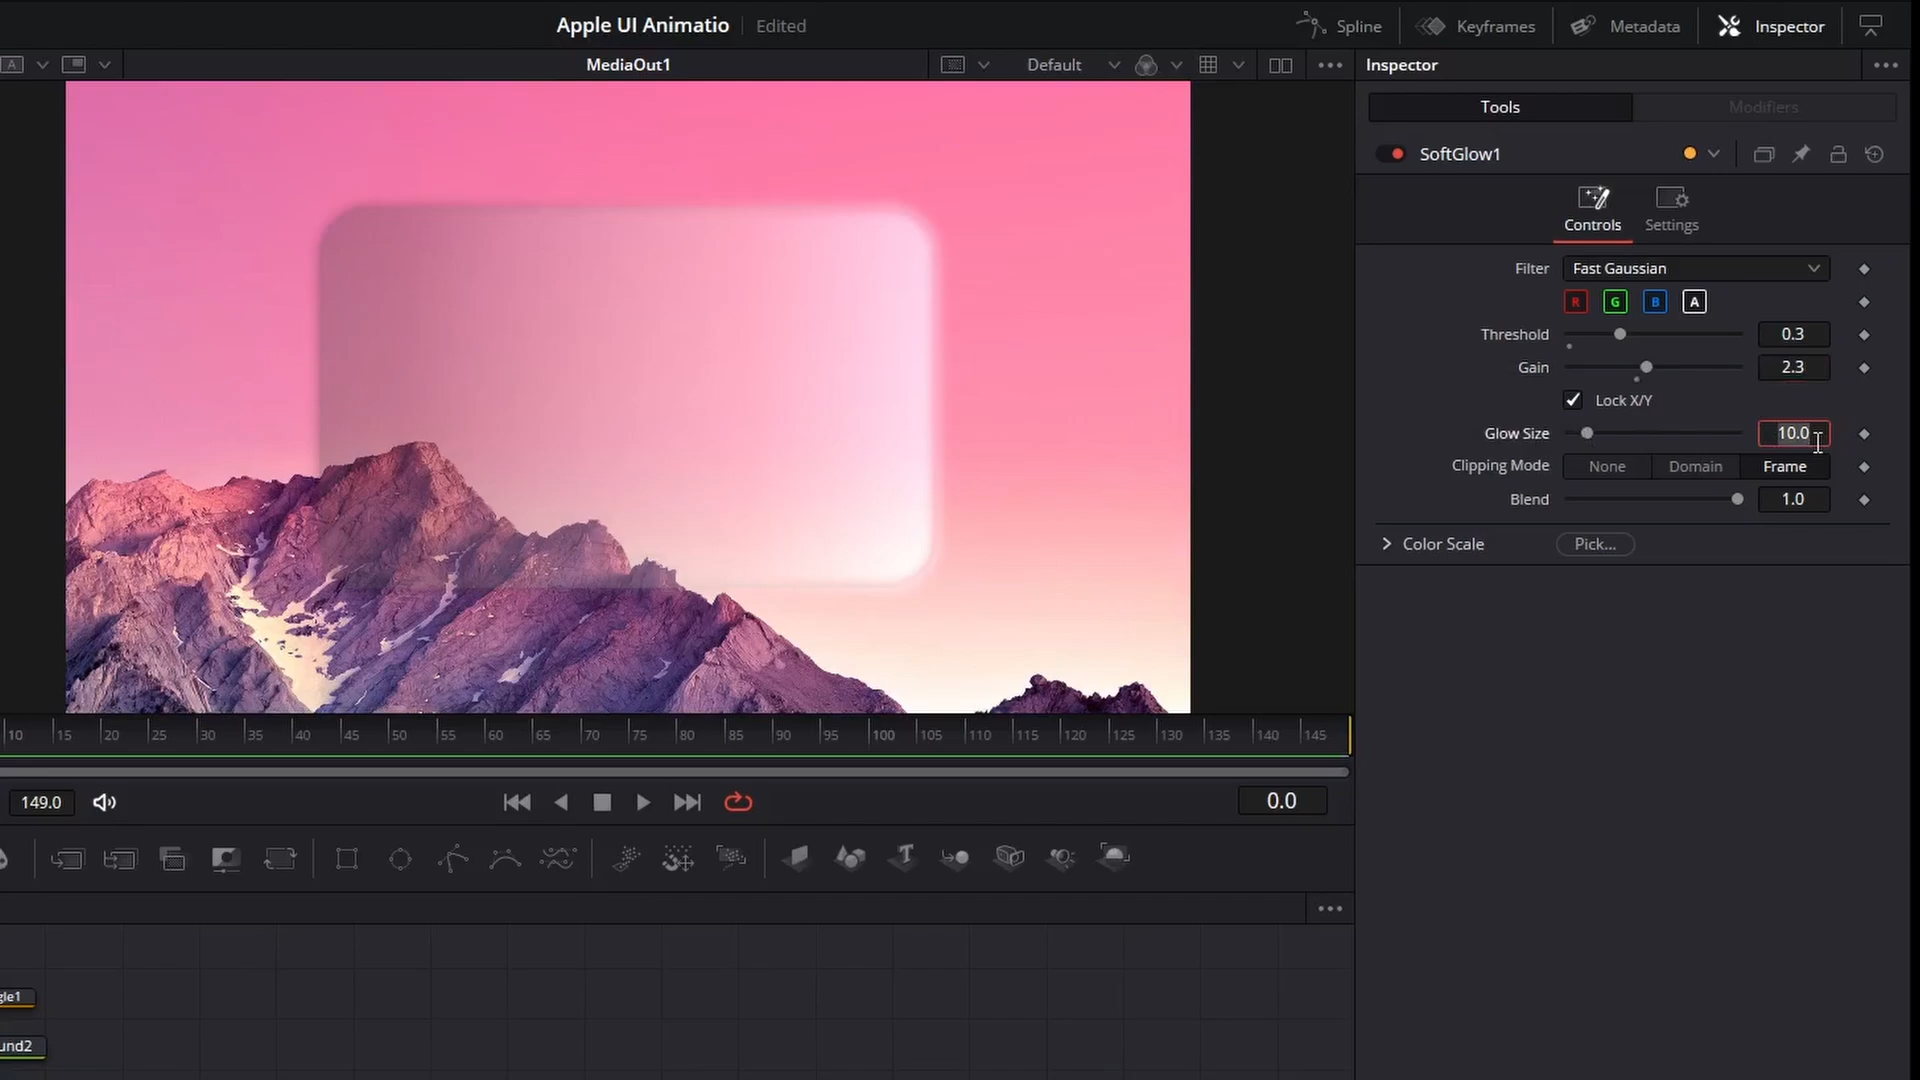 Apple UI Animatio Edited Spline Keyframes Metadata Inspector
A MediaOut1 Default Inspector
Tools Modifiers
SoftGlow1
Controls Settings
Filter Fast Gaussian
R G B A
Threshold 0.3
Gain 2.3
Lock X/Y
Glow Size 10.0
Clipping Mode None Domain Frame
Blend 1.0
Color Scale Pick...
10 15 20 25 30 35 40 45 50 55 60 65 70 75 80 85 90 95 100 105 110 115 120 125 130 135 140 145
149.0 0.0
T
gle1
und2